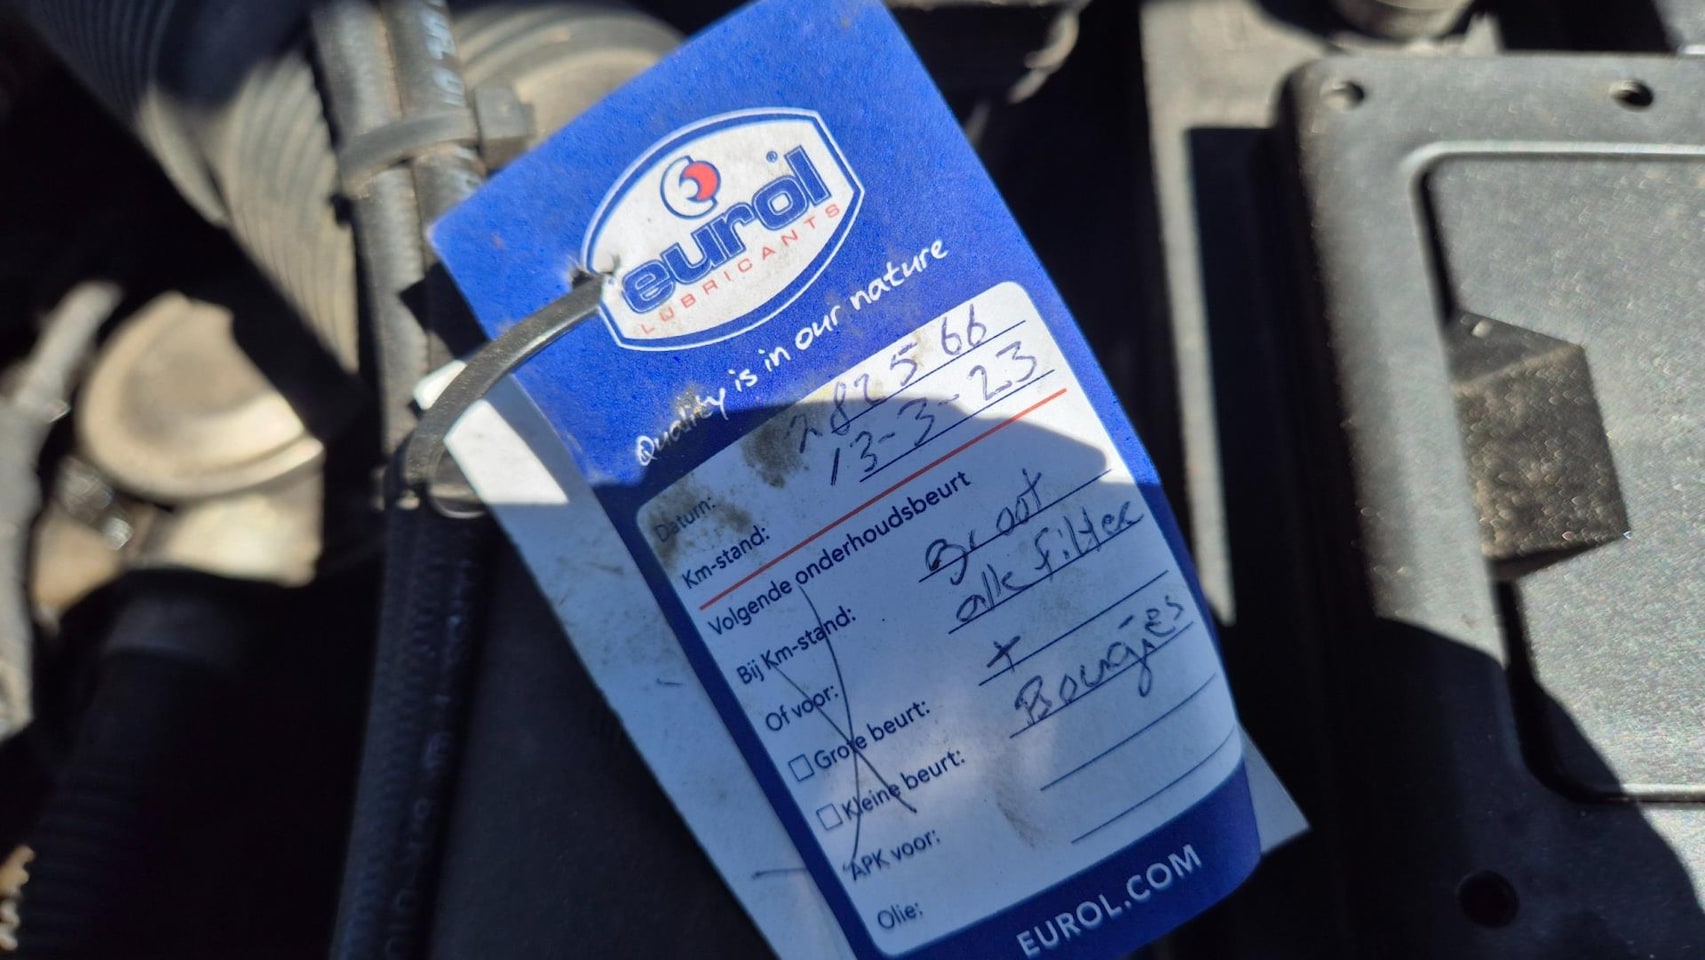 eurol®
LUBRICANTS
Quality is in our nature
Datum: 282566
Km-stand: 13-3-23
Volgende onderhoudsbeurt
Bij Km-stand: groot
Of voor: alle filter
Grote beurt: +
Kleine beurt: Bougies
APK voor:
Olie:
EUROL.COM